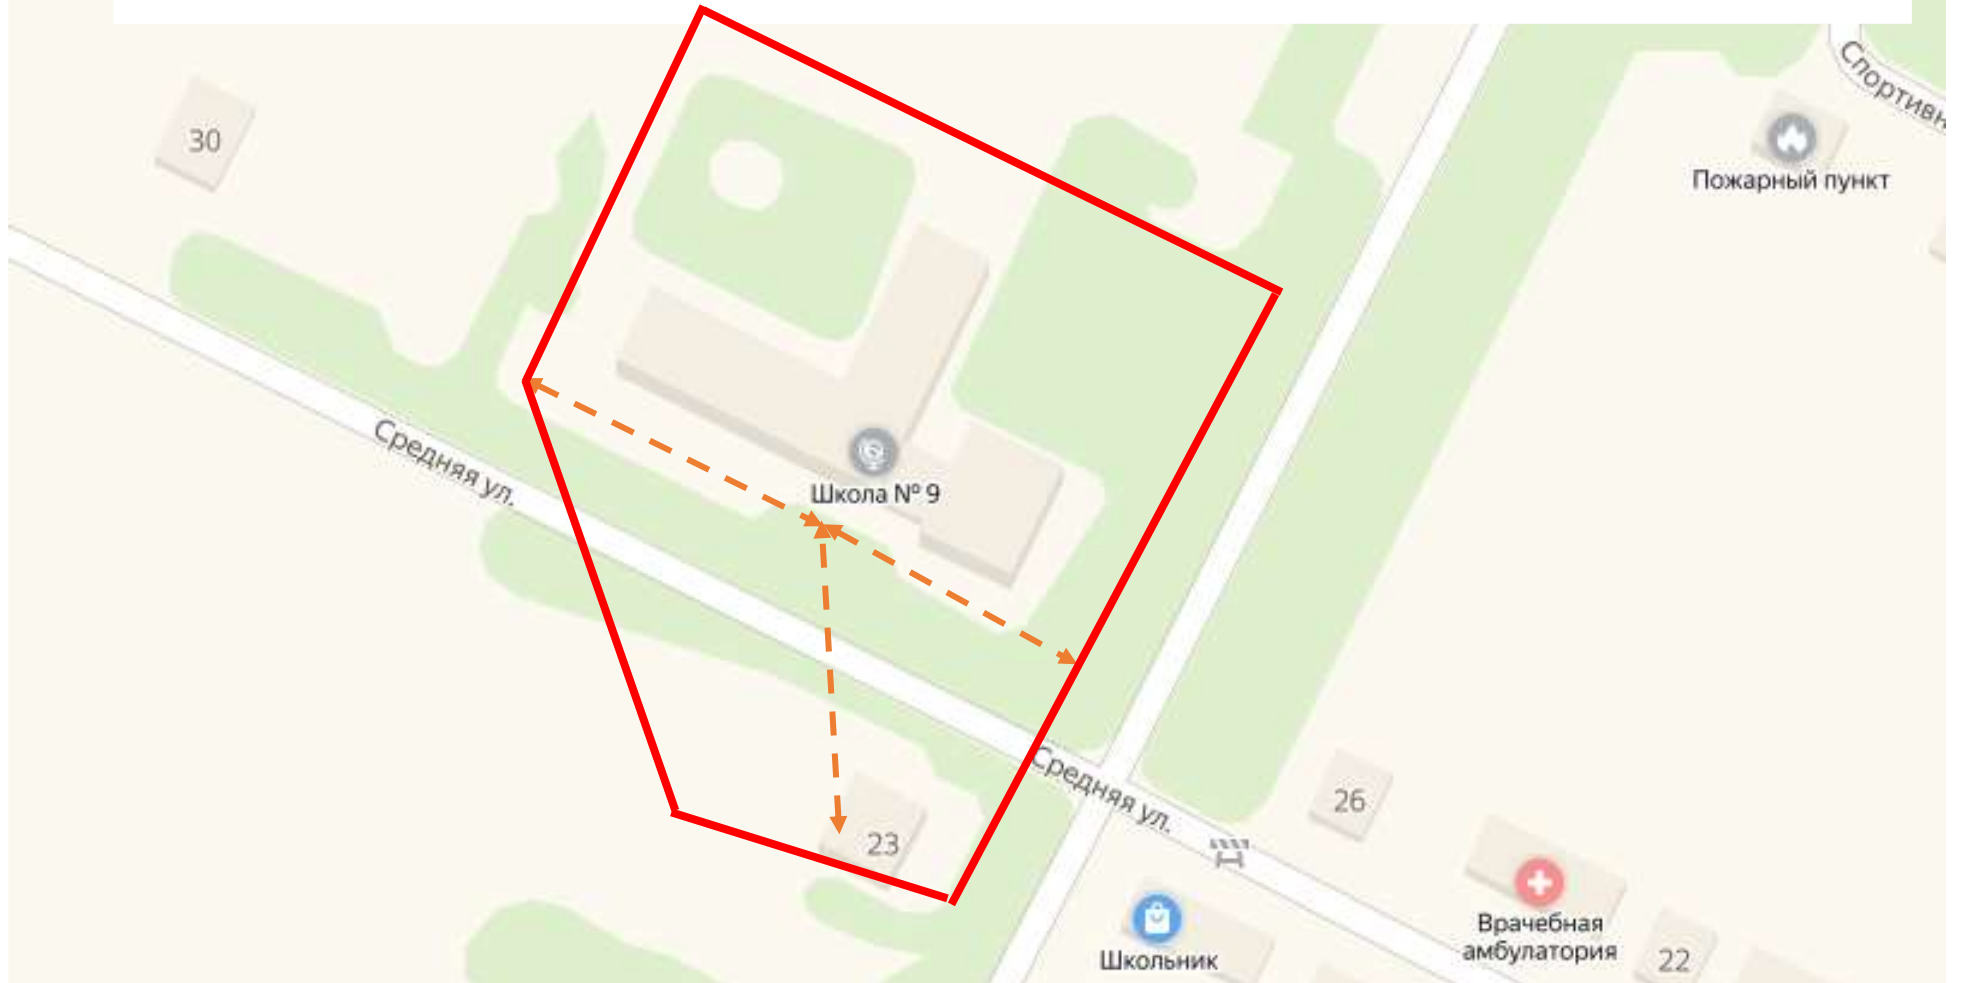 30
Спортивн
Пожарный пункт
Средняя ул.
Школа № 9
Средняя ул.
23
26
Врачебная
амбулатория
Школьник
22